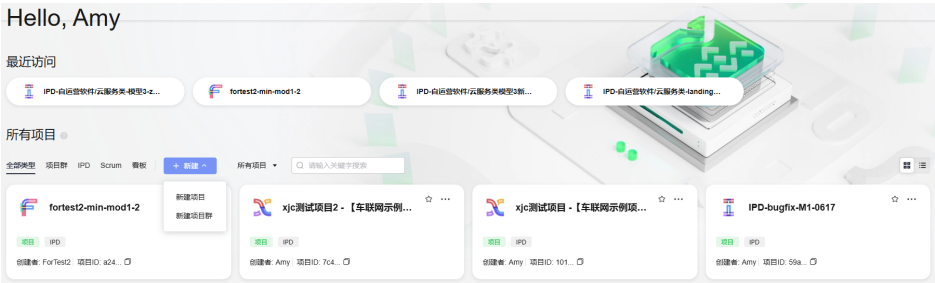 Hello, Amy
最近访问
IPD-自运营软件/云服务类-模型3-z...
fortest2-min-mod1-2
IPD-自运营软件/云服务类-模型3新...
IPD-自运营软件/云服务类-landing...
所有项目
全部类型 项目群 IPD Scrum 看板 + 新建 所有项目 请输入关键字搜索
新建项目
新建项目群
fortest2-min-mod1-2
项目 IPD
创建者: ForTest2 项目ID: a24...
xjc测试项目2 - 【车联网示例...
项目 IPD
创建者: Amy 项目ID: 7c4...
xjc测试项目 - 【车联网示例项...
项目 IPD
创建者: Amy 项目ID: 101...
IPD-bugfix-M1-0617
项目 IPD
创建者: Amy 项目ID: 59a...